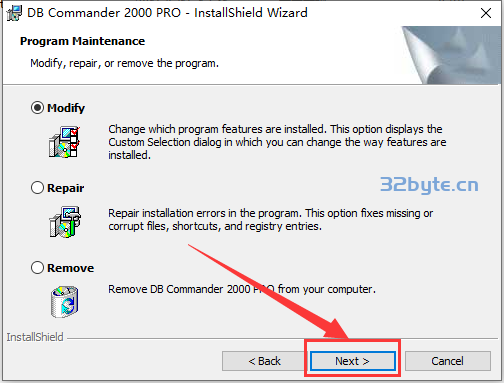 DB Commander 2000 PRO - InstallShield Wizard
Program Maintenance
Modify, repair, or remove the program.
Modify
Change which program features are installed. This option displays the
Custom Selection dialog in which you can change the way features are
installed.
32byte.cn
Repair
Repair installation errors in the program. This option fixes missing or
corrupt files, shortcuts, and registry entries.
Remove
Remove DB Commander 2000 PRO from your computer.
InstallShield
< Back
Next >
Cancel